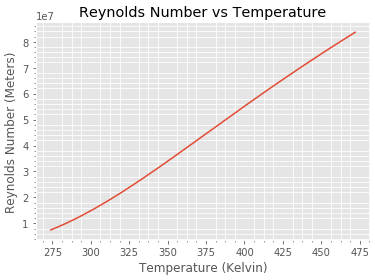 Reynolds Number vs Temperature
1e7
Reynolds Number (Meters)
8
7
6
5
4
3
2
1
275 300 325 350 375 400 425 450 475
Temperature (Kelvin)